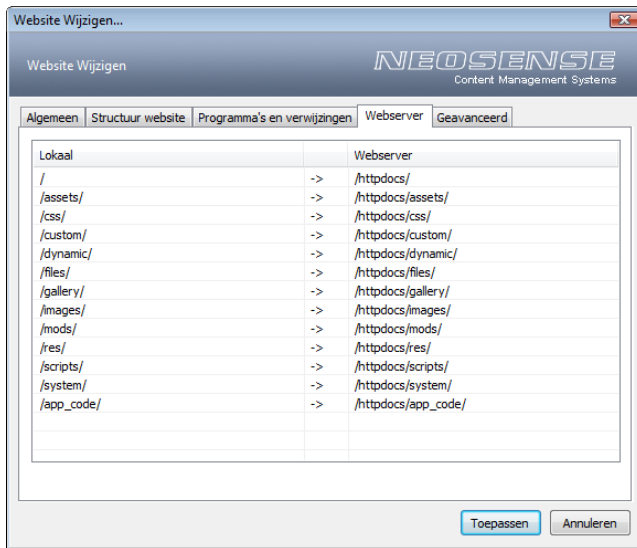 Website Wijzigen...
Website Wijzigen
NEOSENSE
Content Management Systems
Algemeen Structuur website Programma's en verwijzingen Webserver Geavanceerd
Lokaal Webserver
/ -> /httpdocs/
/assets/ -> /httpdocs/assets/
/css/ -> /httpdocs/css/
/custom/ -> /httpdocs/custom/
/dynamic/ -> /httpdocs/dynamic/
/files/ -> /httpdocs/files/
/gallery/ -> /httpdocs/gallery/
/images/ -> /httpdocs/images/
/mods/ -> /httpdocs/mods/
/res/ -> /httpdocs/res/
/scripts/ -> /httpdocs/scripts/
/system/ -> /httpdocs/system/
/app_code/ -> /httpdocs/app_code/
Toepassen Annuleren